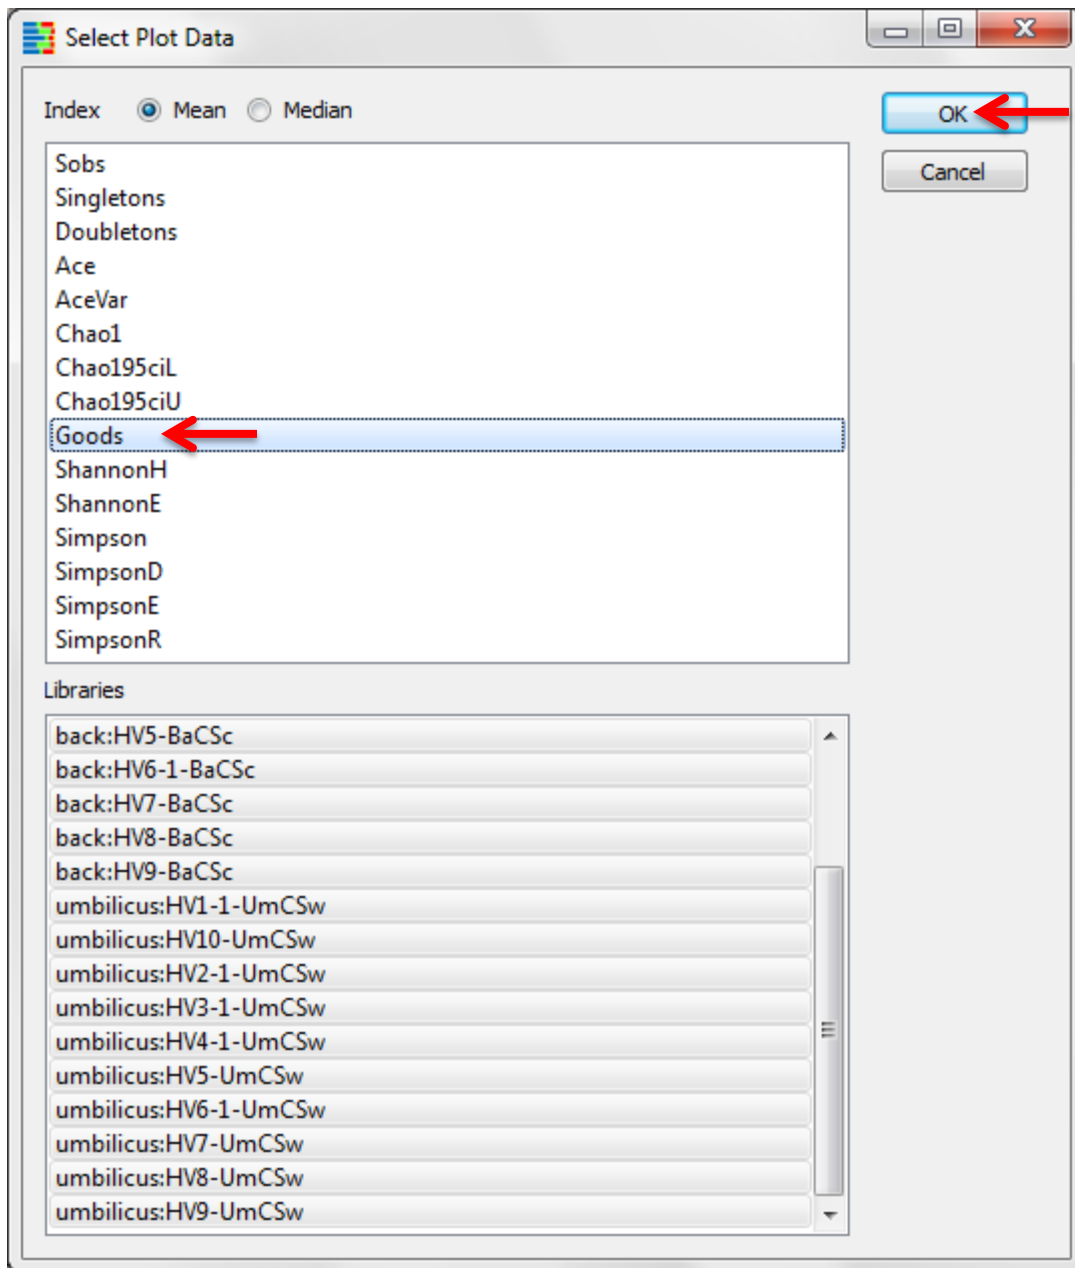 Select Plot Data
Index Mean Median
OK
Cancel
Sobs
Singletons
Doubletons
Ace
AceVar
Chao1
Chao195ciL
Chao195ciU
Goods
ShannonH
ShannonE
Simpson
SimpsonD
SimpsonE
SimpsonR
Libraries
back:HV5-BaCSc
back:HV6-1-BaCSc
back:HV7-BaCSc
back:HV8-BaCSc
back:HV9-BaCSc
umbilicus:HV1-1-UmCSw
umbilicus:HV10-UmCSw
umbilicus:HV2-1-UmCSw
umbilicus:HV3-1-UmCSw
umbilicus:HV4-1-UmCSw
umbilicus:HV5-UmCSw
umbilicus:HV6-1-UmCSw
umbilicus:HV7-UmCSw
umbilicus:HV8-UmCSw
umbilicus:HV9-UmCSw